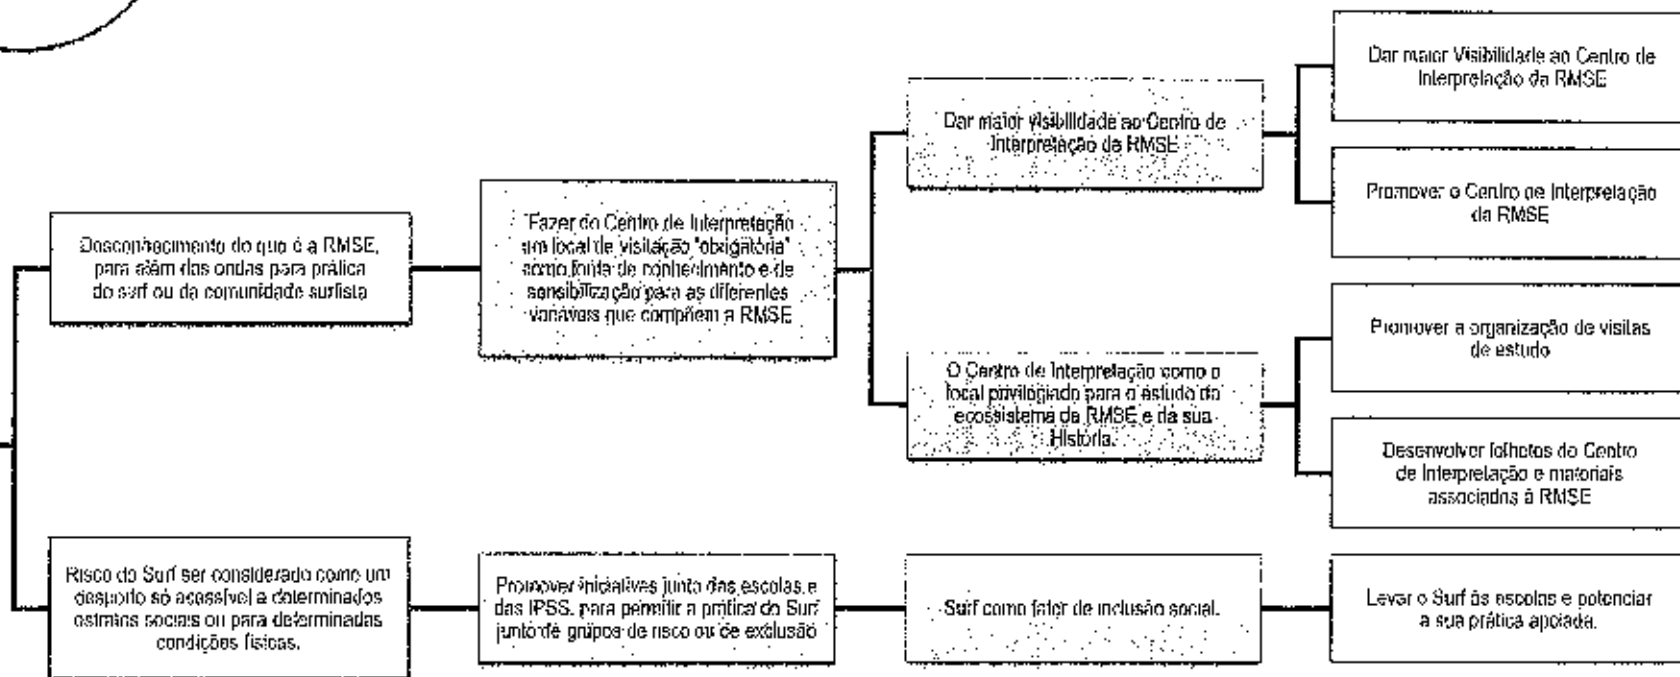 Desconhecimento do que é a RMSE,
para além das ondas para prática
do surf ou da comunidade surfista
Fazer do Centro de Interpretação
um local de visitação "obrigatória"
como fonte de conhecimento e de
sensibilização para as diferentes
variáveis que compõem a RMSE
Dar maior visibilidade ao Centro de
Interpretação da RMSE
Dar maior Visibilidade ao Centro de
Interpretação da RMSE
Promover o Centro de Interpretação
da RMSE
O Centro de Interpretação como o
local privilegiado para o estudo do
ecossistema da RMSE e da sua
História.
Promover a organização de visitas
de estudo
Desenvolver folhetos do Centro
de Interpretação e materiais
associados à RMSE
Risco do Surf ser considerado como um
desporto só acessível a determinados
estratos sociais ou para determinadas
condições físicas.
Promover iniciativas junto das escolas e
das IPSS, para permitir a prática do Surf
junto de grupos de risco ou de exclusão
Surf como fator de inclusão social.
Levar o Surf às escolas e potenciar
a sua prática apoiada.